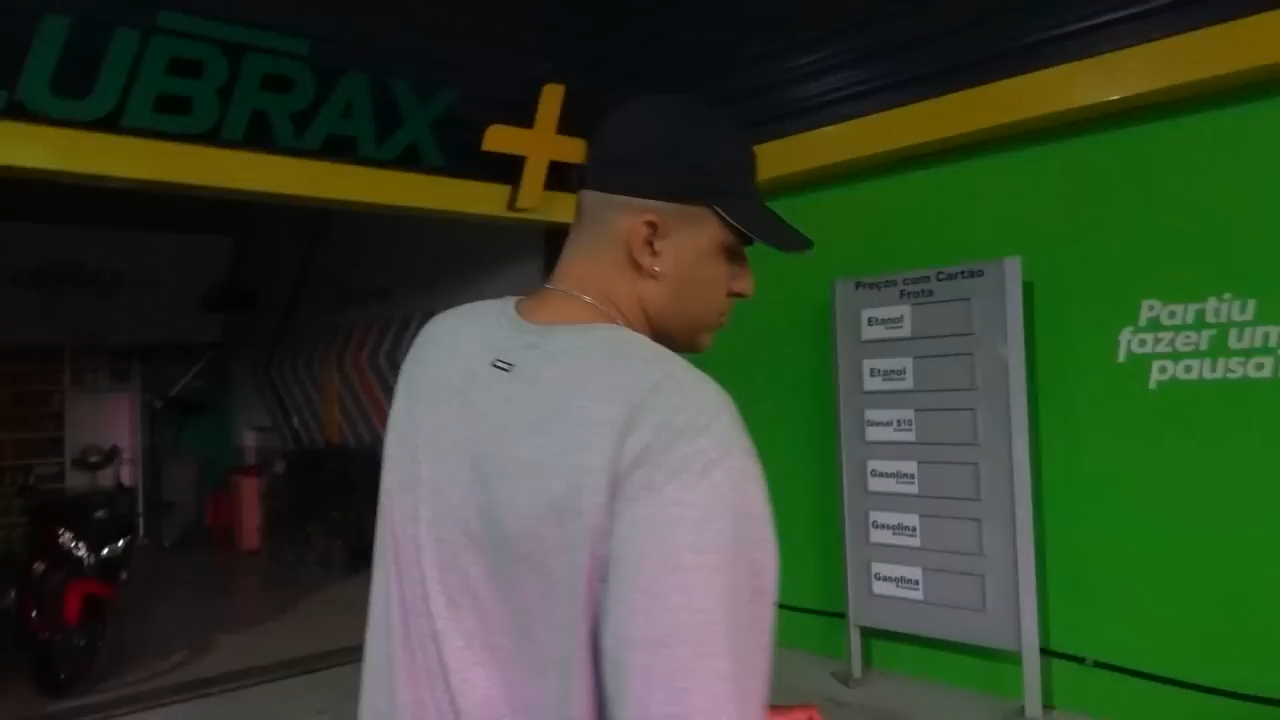 LUBRAX
+
Preços com Cartão
Frota
Etanol
Etanol
Diesel S10
Gasolina
Gasolina
Gasolina
Partiu
fazer um
pausa